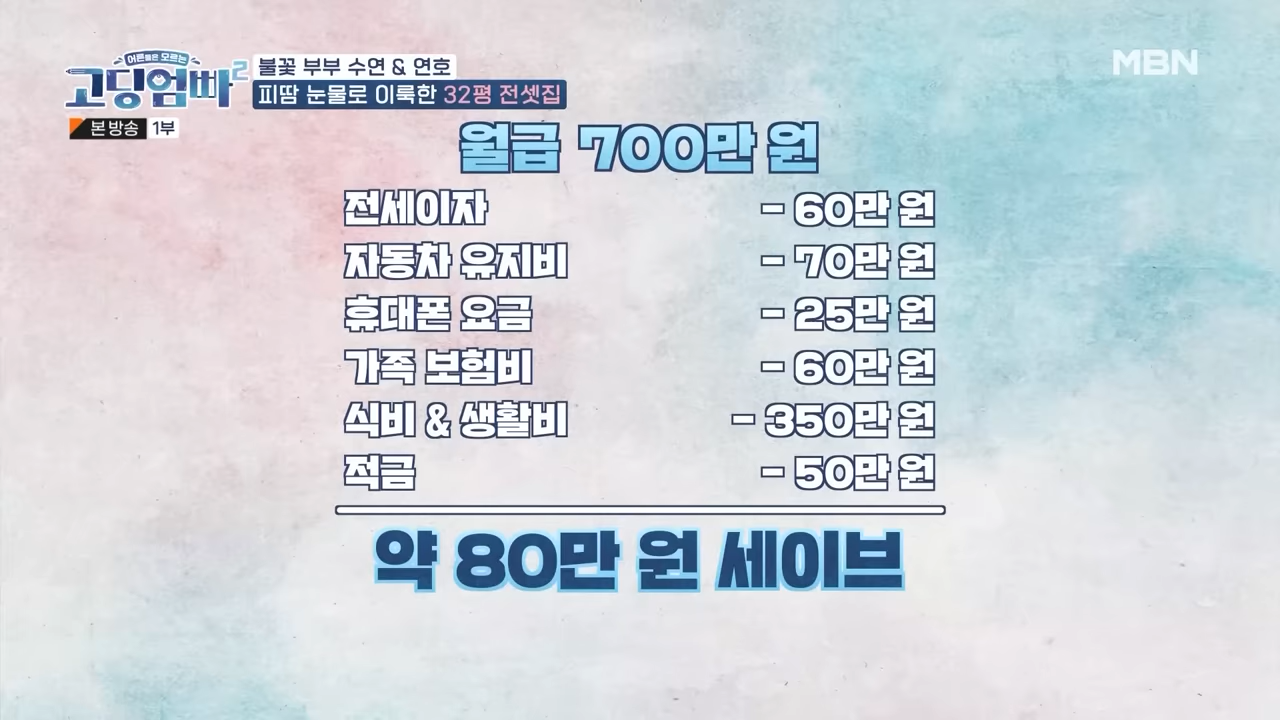 어른들은 모르는
고딩엄빠2
본 방송 1부
불꽃 부부 수연 & 연호
피땀 눈물로 이룩한 32평 전셋집
MBN
월급 700만 원
전세이자 - 60만 원
자동차 유지비 - 70만 원
휴대폰 요금 - 25만 원
가족 보험비 - 60만 원
식비 & 생활비 - 350만 원
적금 - 50만 원
약 80만 원 세이브